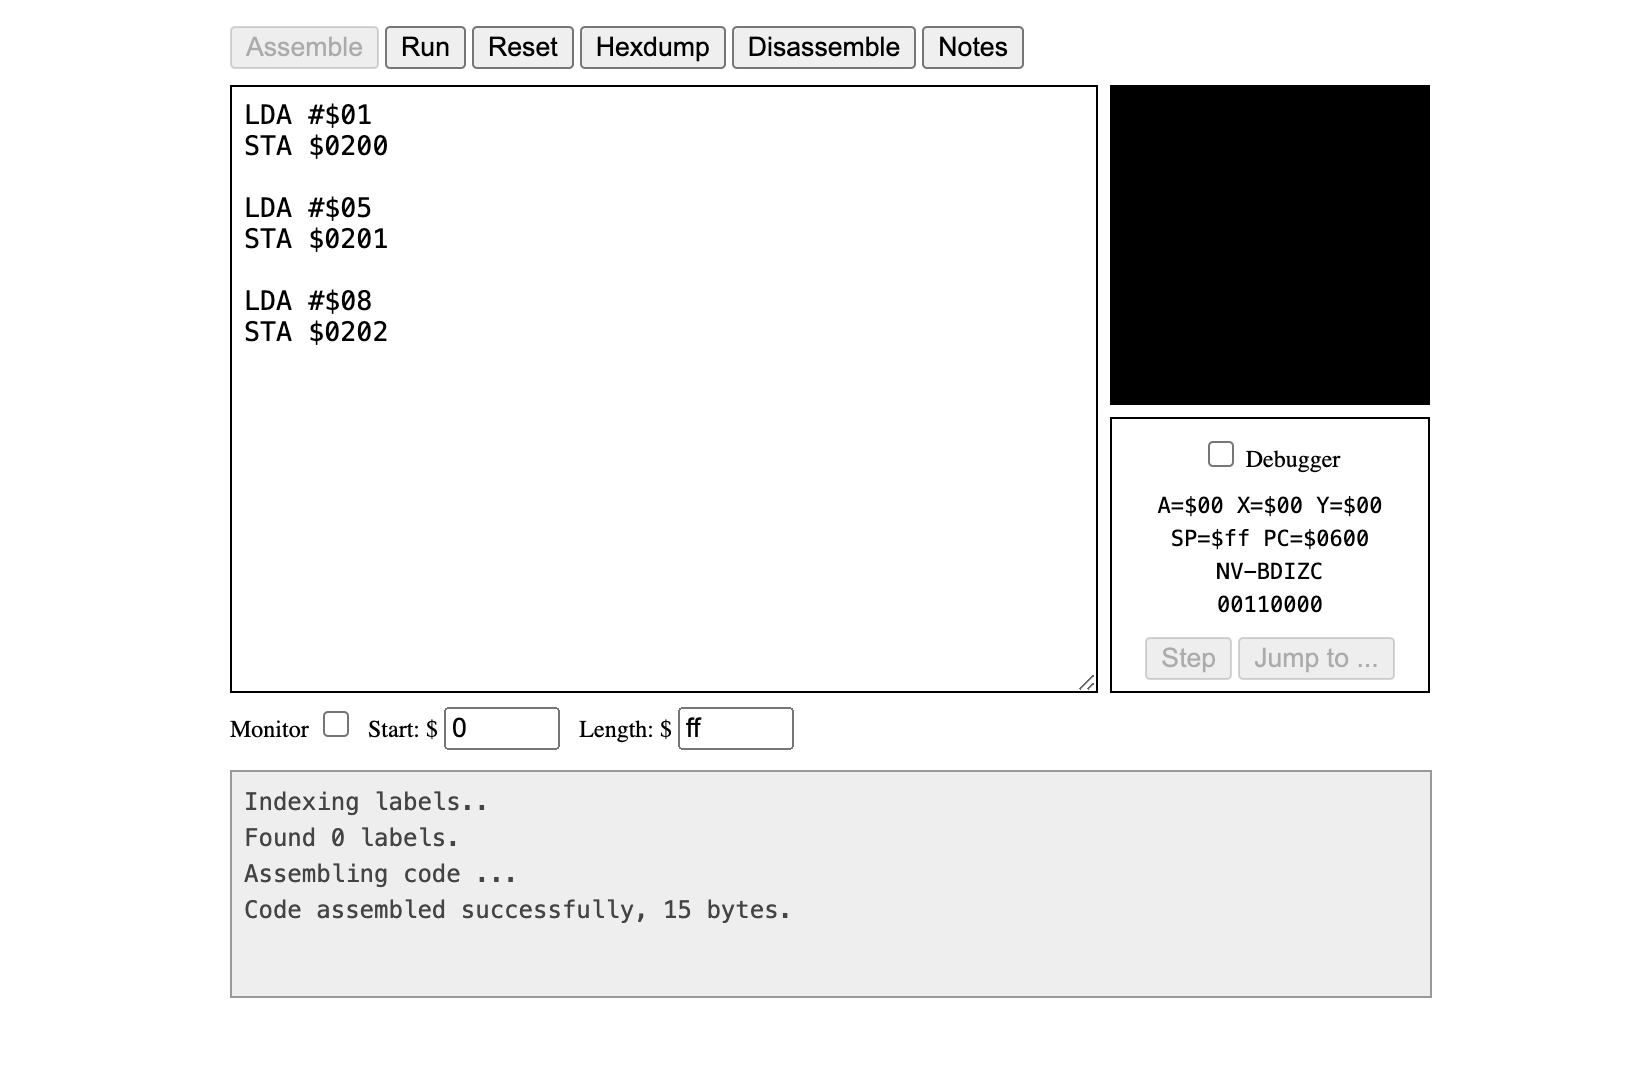 Assemble Run Reset Hexdump Disassemble Notes
LDA #$01
STA $0200
LDA #$05
STA $0201
LDA #$08
STA $0202
Debugger
A=$00 X=$00 Y=$00
SP=$ff PC=$0600
NV-BDIZC
00110000
Step Jump to ...
Monitor Start: $ 0 Length: $ ff
Indexing labels..
Found 0 labels.
Assembling code ...
Code assembled successfully, 15 bytes.